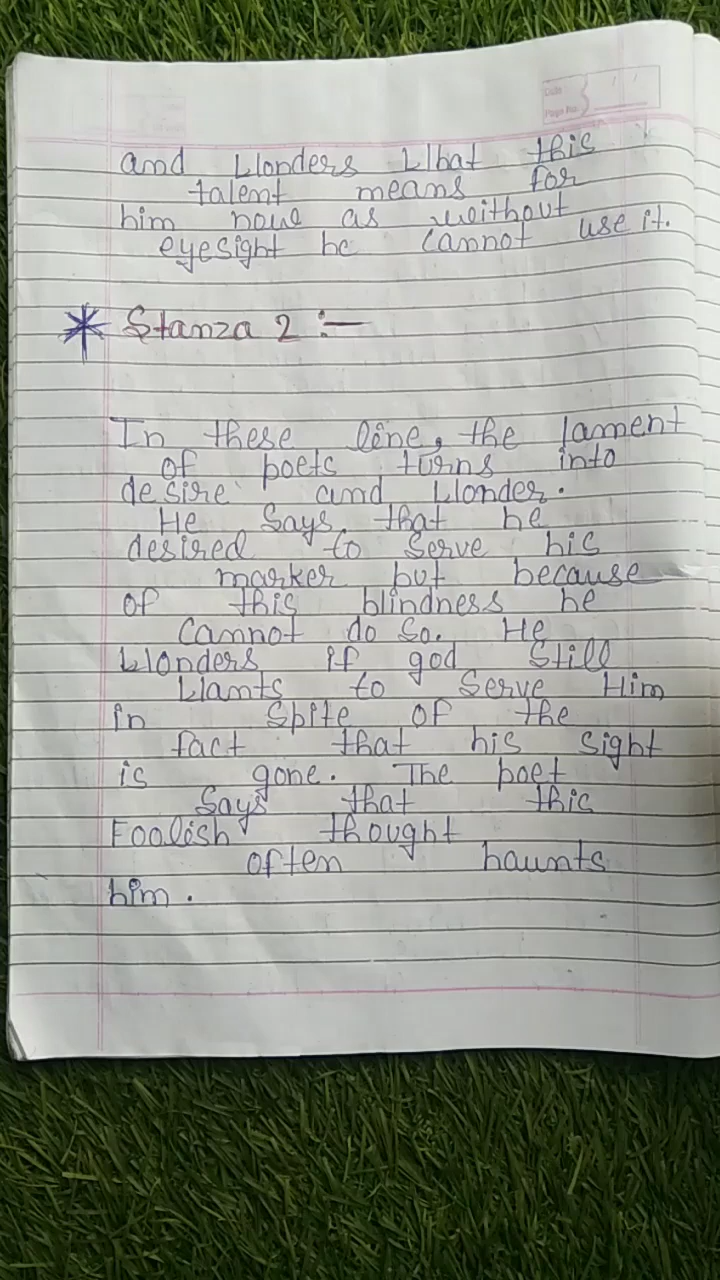 Date / /
Page No.
and wonders what this
talent means for
him now as without
eyesight he cannot use it.
* Stanza 2 :-
In these line, the lament
of poets turns into
desire and wonder.
He says that he
desired to serve his
marker but because
of this blindness he
cannot do so. He
wonders if god still
wants to serve Him
in spite of the
fact that his sight
is gone. The poet
says that this
Foolish thought
often haunts
him.